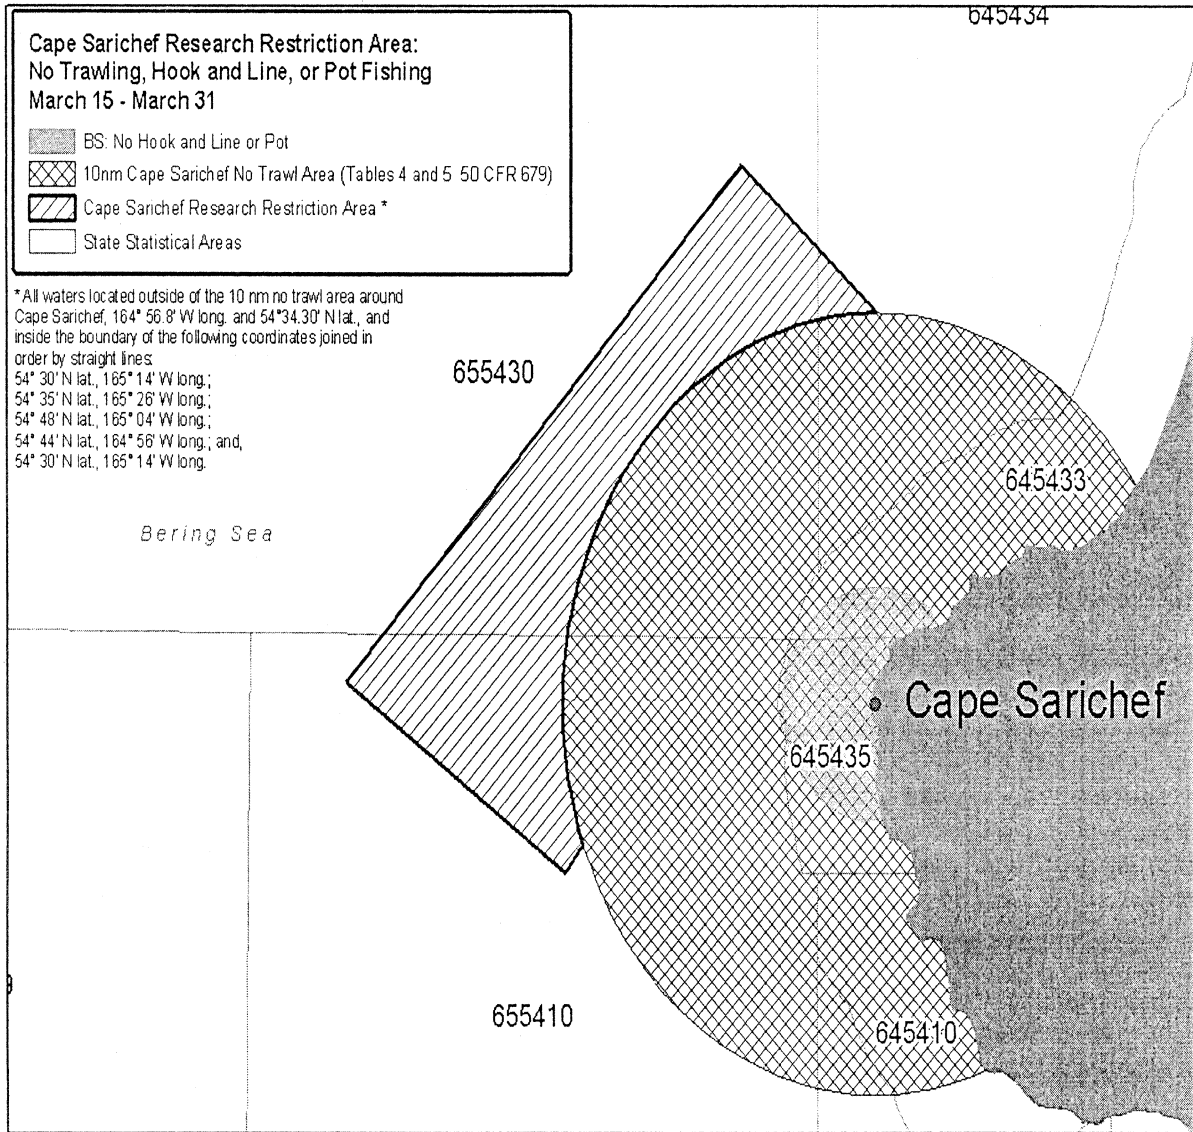 645434
Cape Sarichef Research Restriction Area:
No Trawling, Hook and Line, or Pot Fishing
March 15 - March 31
BS: No Hook and Line or Pot
10nm Cape Sarichef No Trawl Area (Tables 4 and 5 50 CFR 679)
Cape Sarichef Research Restriction Area *
State Statistical Areas
*All waters located outside of the 10 nm no trawl area around
Cape Sarichef, 164° 56.8' W long. and 54°34.30' N lat., and
inside the boundary of the following coordinates joined in
order by straight lines:
54° 30' N lat., 165° 14' W long.;
54° 35' N lat., 165° 26' W long.;
54° 48' N lat., 165° 04' W long.;
54° 44' N lat., 164° 56' W long.; and,
54° 30' N lat., 165° 14' W long.
655430
645433
Bering Sea
Cape Sarichef
645435
655410
645410